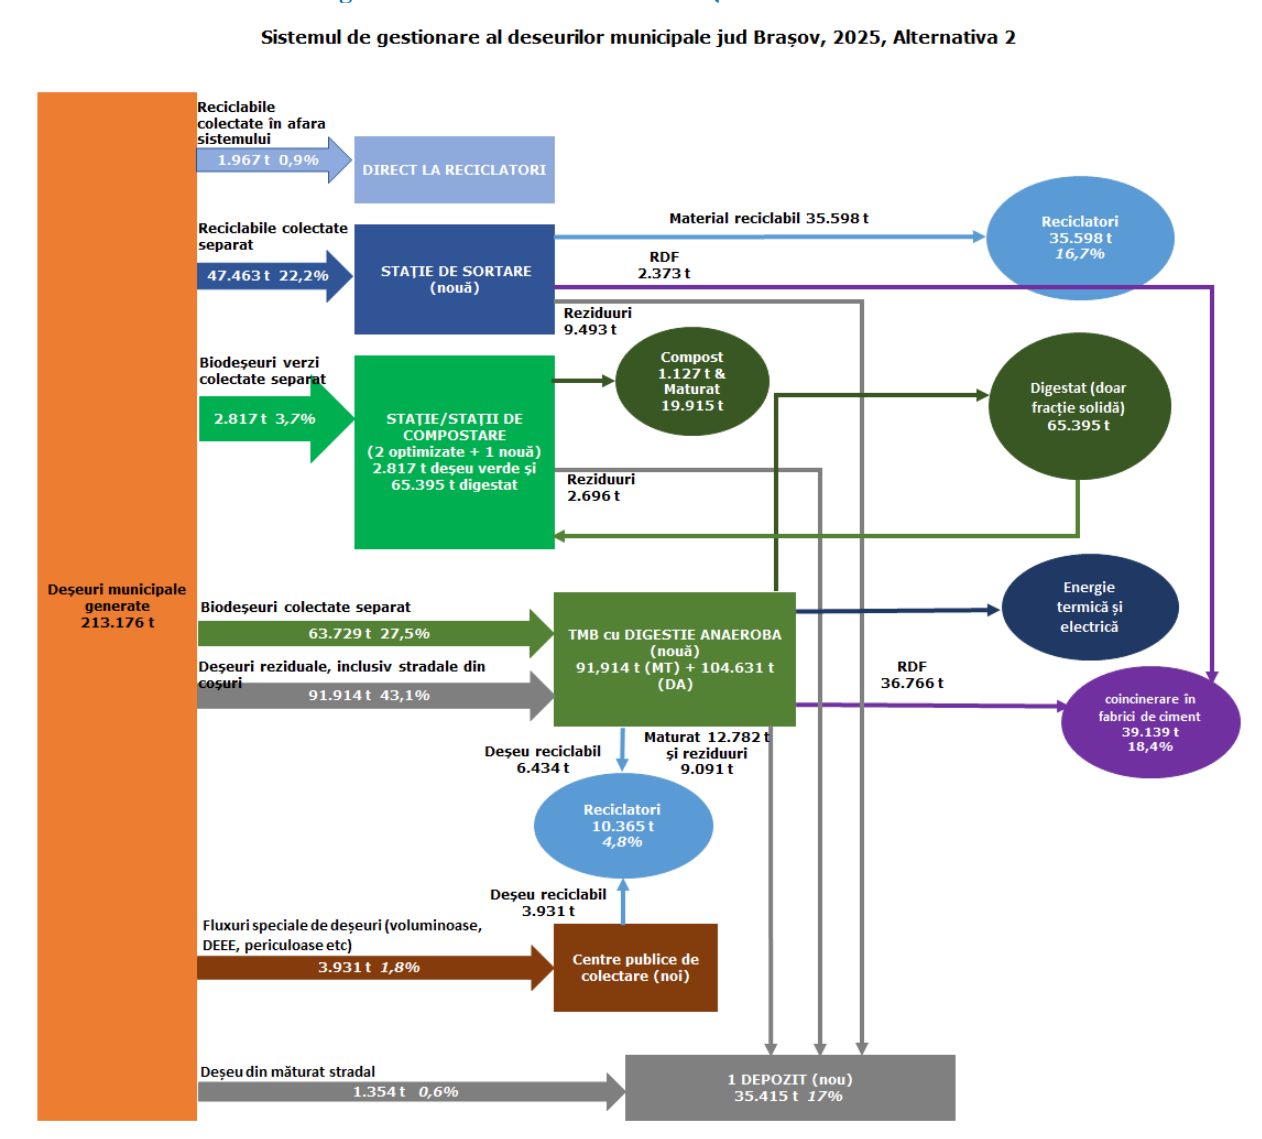 Sistemul de gestionare al deseurilor municipale jud Brașov, 2025, Alternativa 2
Reciclabile
colectate în afara
sistemului
1.967 t 0,9%
DIRECT LA RECICLATORI
Reciclabile colectate
separat
47.463 t 22,2%
STAŢIE DE SORTARE
(nouă)
Material reciclabil 35.598 t
Reciclatori
35.598 t
16,7%
RDF
2.373 t
Reziduuri
9.493 t
Biodeșeuri verzi
colectate separat
2.817 t 3,7%
STAŢIE/STAŢII DE
COMPOSTARE
(2 optimizate + 1 nouă)
2.817 t deșeu verde și
65.395 t digestat
Compost
1.127 t &
Maturat
19.915 t
Digestat (doar
fracție solidă)
65.395 t
Reziduuri
2.696 t
Deșeuri municipale
generate
213.176 t
Biodeșeuri colectate separat
63.729 t 27,5%
Deșeuri reziduale, inclusiv stradale din
coșuri
91.914 t 43,1%
TMB cu DIGESTIE ANAEROBA
(nouă)
91,914 t (MT) + 104.631 t
(DA)
Energie
termică și
electrică
RDF
36.766 t
coincinerare în
fabrici de ciment
39.139 t
18,4%
Deșeu reciclabil
6.434 t
Maturat 12.782 t
și reziduuri
9.091 t
Reciclatori
10.365 t
4,8%
Deșeu reciclabil
3.931 t
Fluxuri speciale de deșeuri (voluminoase,
DEEE, periculoase etc)
3.931 t 1,8%
Centre publice de
colectare (noi)
Deșeu din măturat stradal
1.354 t 0,6%
1 DEPOZIT (nou)
35.415 t 17%